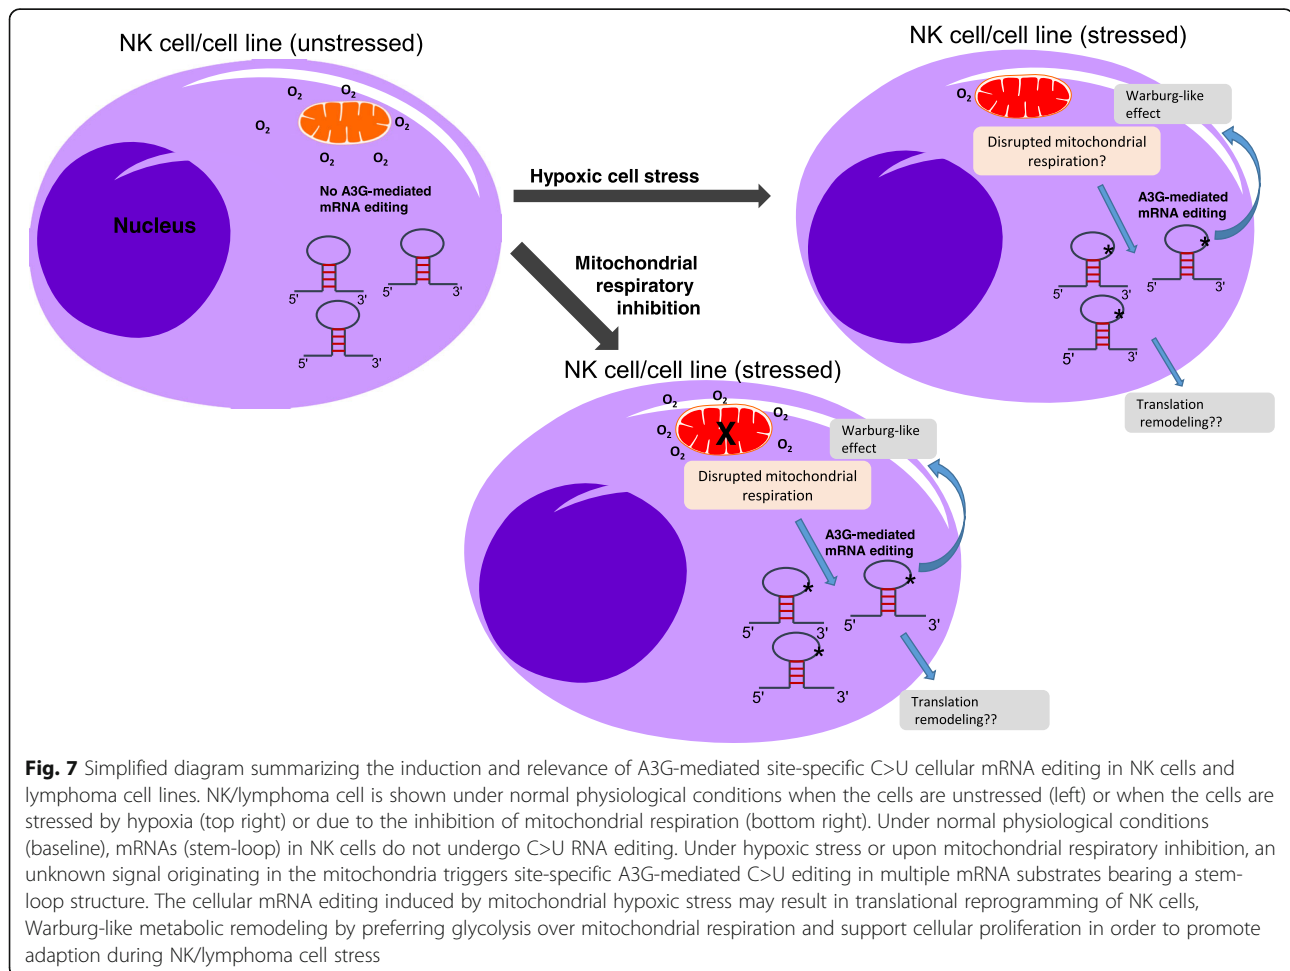 NK cell/cell line (unstressed)
O2
O2
O2
O2
O2
O2
No A3G-mediated
mRNA editing
Nucleus
5'
3'
3'
5'
3'
Hypoxic cell stress
Mitochondrial
respiratory
inhibition
NK cell/cell line (stressed)
O2
Warburg-like
effect
Disrupted mitochondrial
respiration?
A3G-mediated
mRNA editing
*
*
5'
3'
*
5'
3'
Translation
remodeling??
NK cell/cell line (stressed)
O2
O2
O2
O2
O2
O2
X
Warburg-like
effect
Disrupted mitochondrial
respiration
A3G-mediated
mRNA editing
*
*
5'
3'
3'
*
5'
3'
Translation
remodeling??
Fig. 7 Simplified diagram summarizing the induction and relevance of A3G-mediated site-specific C>U cellular mRNA editing in NK cells and
lymphoma cell lines. NK/lymphoma cell is shown under normal physiological conditions when the cells are unstressed (left) or when the cells are
stressed by hypoxia (top right) or due to the inhibition of mitochondrial respiration (bottom right). Under normal physiological conditions
(baseline), mRNAs (stem-loop) in NK cells do not undergo C>U RNA editing. Under hypoxic stress or upon mitochondrial respiratory inhibition, an
unknown signal originating in the mitochondria triggers site-specific A3G-mediated C>U editing in multiple mRNA substrates bearing a stem-
loop structure. The cellular mRNA editing induced by mitochondrial hypoxic stress may result in translational reprogramming of NK cells,
Warburg-like metabolic remodeling by preferring glycolysis over mitochondrial respiration and support cellular proliferation in order to promote
adaption during NK/lymphoma cell stress